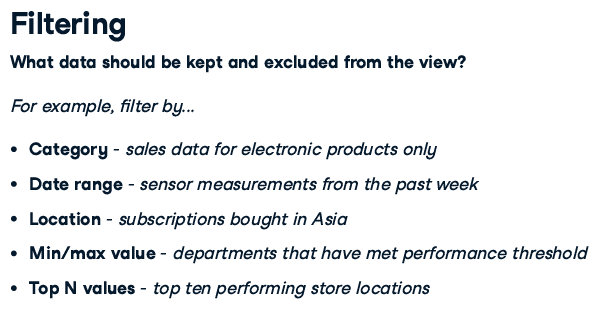 Filtering
What data should be kept and excluded from the view?
For example, filter by...
• Category - sales data for electronic products only
• Date range - sensor measurements from the past week
• Location - subscriptions bought in Asia
• Min/max value - departments that have met performance threshold
• Top N values - top ten performing store locations